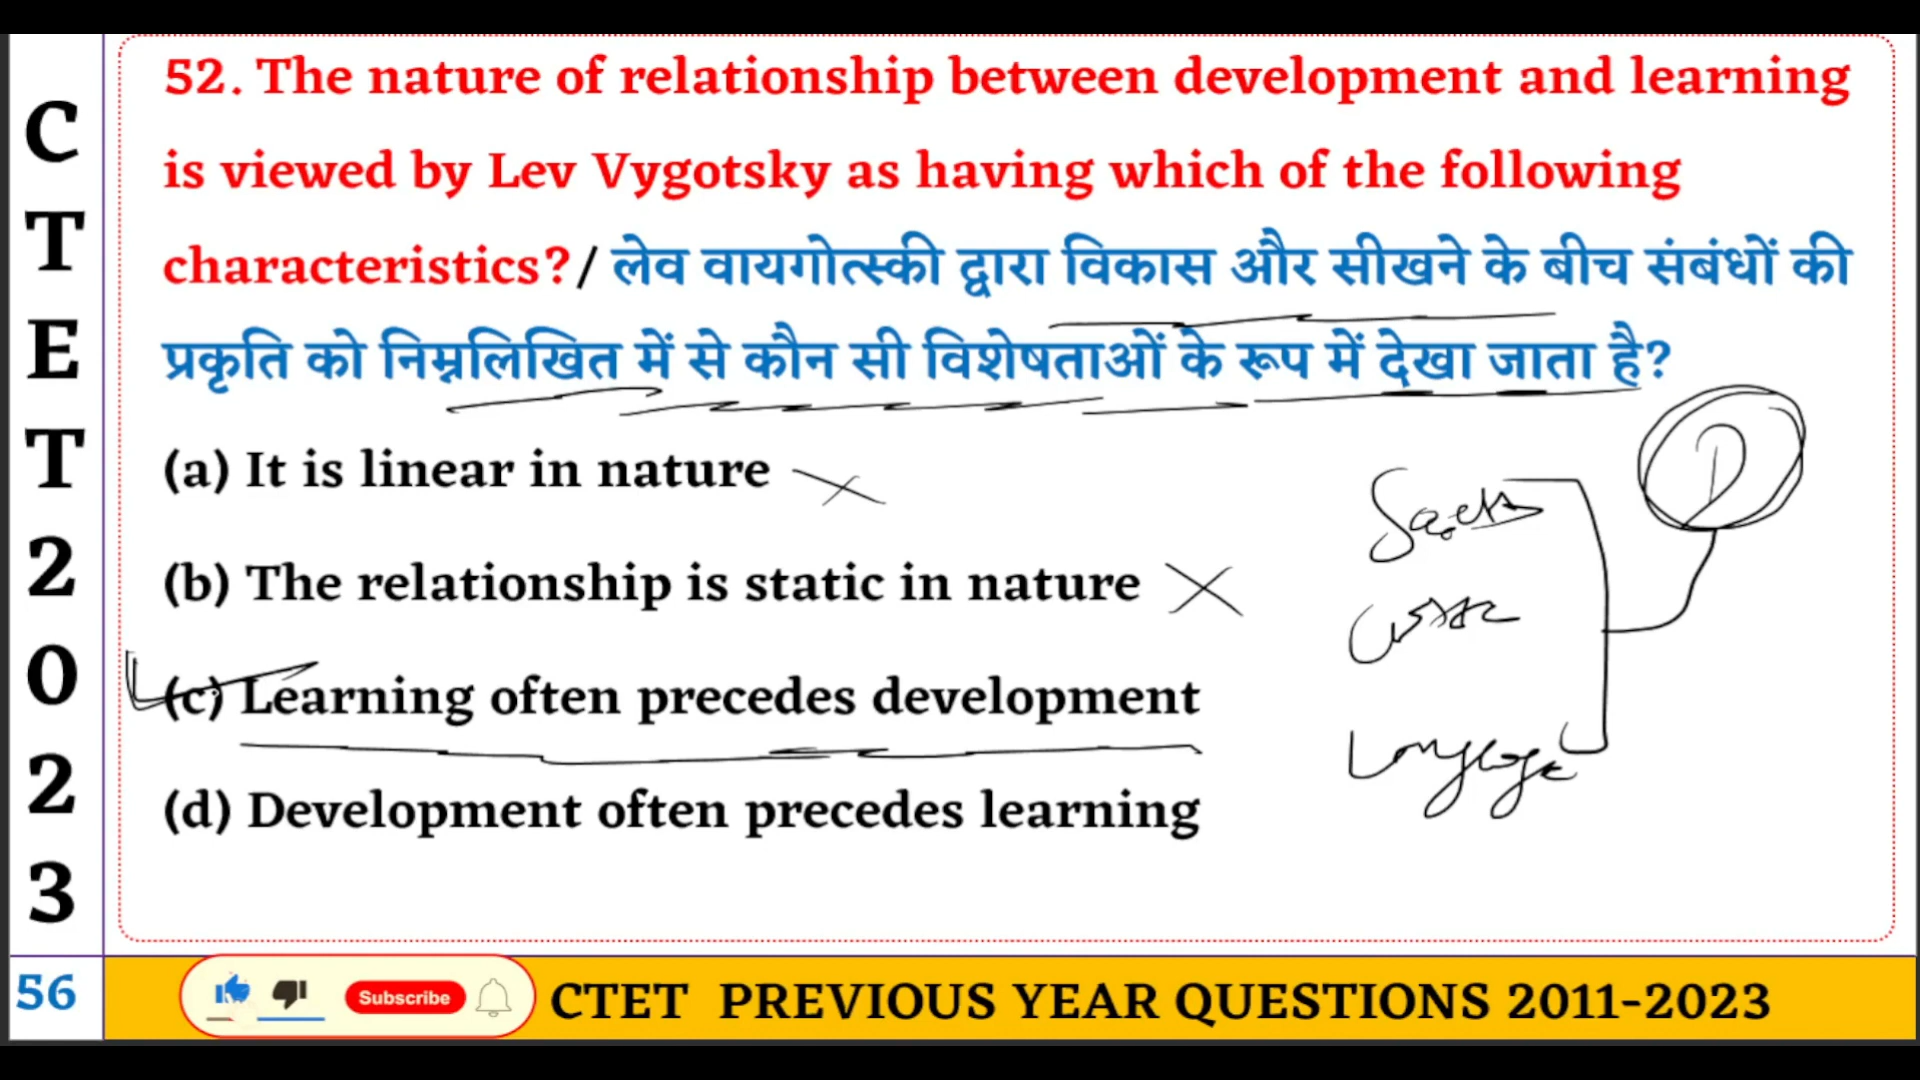 C
T
E
T
2
0
2
3
56
52. The nature of relationship between development and learning
is viewed by Lev Vygotsky as having which of the following
characteristics?/ लेव वायगोत्स्की द्वारा विकास और सीखने के बीच संबंधों की
प्रकृति को निम्नलिखित में से कौन सी विशेषताओं के रूप में देखा जाता है?
(a) It is linear in nature
(b) The relationship is static in nature
(c) Learning often precedes development
(d) Development often precedes learning
D
Language
Subscribe
CTET PREVIOUS YEAR QUESTIONS 2011-2023